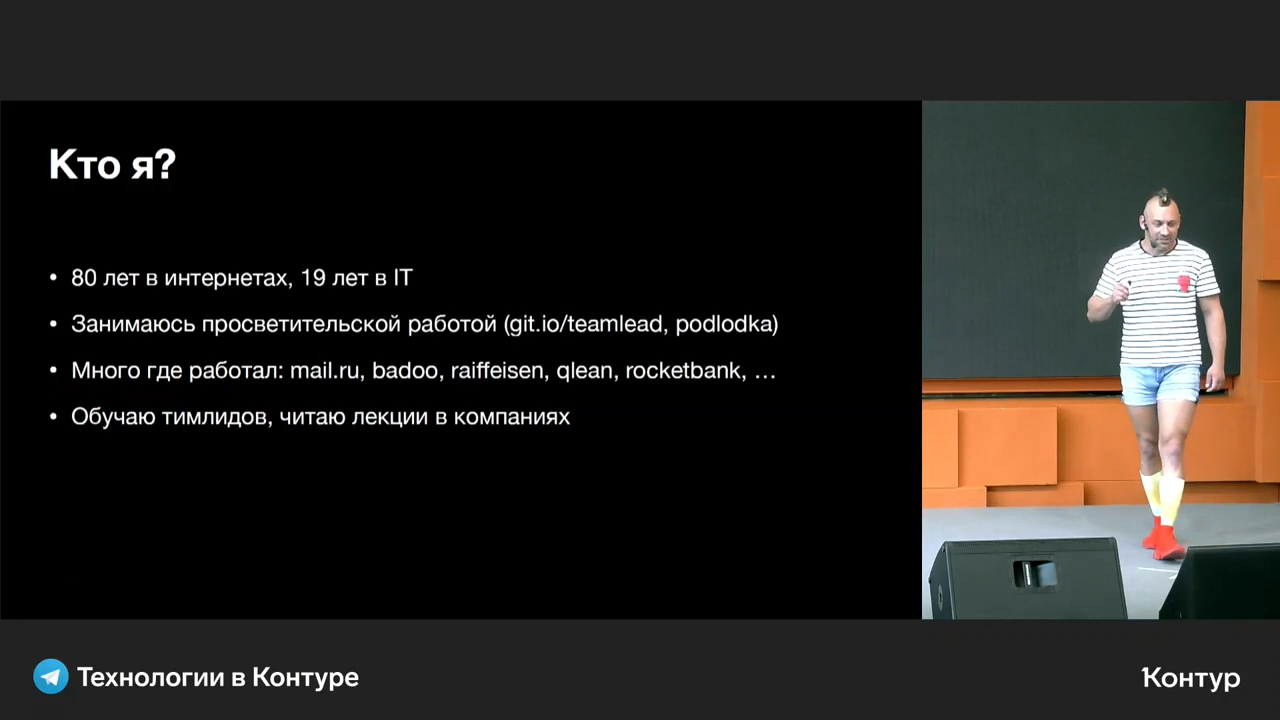 Кто я?
• 80 лет в интернетах, 19 лет в IT
• Занимаюсь просветительской работой (git.io/teamlead, podlodka)
• Много где работал: mail.ru, badoo, raiffeisen, qlean, rocketbank, …
• Обучаю тимлидов, читаю лекции в компаниях
Технологии в Контуре
Контур